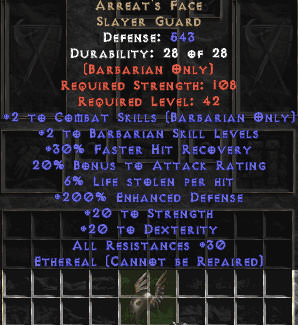 Arreat's Face
Slayer Guard
Defense: 543
Durability: 28 of 28
(Barbarian Only)
Required Strength: 108
Required Level: 42
+2 to Combat Skills (Barbarian Only)
+2 to Barbarian Skill Levels
+30% Faster Hit Recovery
20% Bonus to Attack Rating
6% Life stolen per hit
+200% Enhanced Defense
+20 to Strength
+20 to Dexterity
All Resistances +30
Ethereal (Cannot be Repaired)